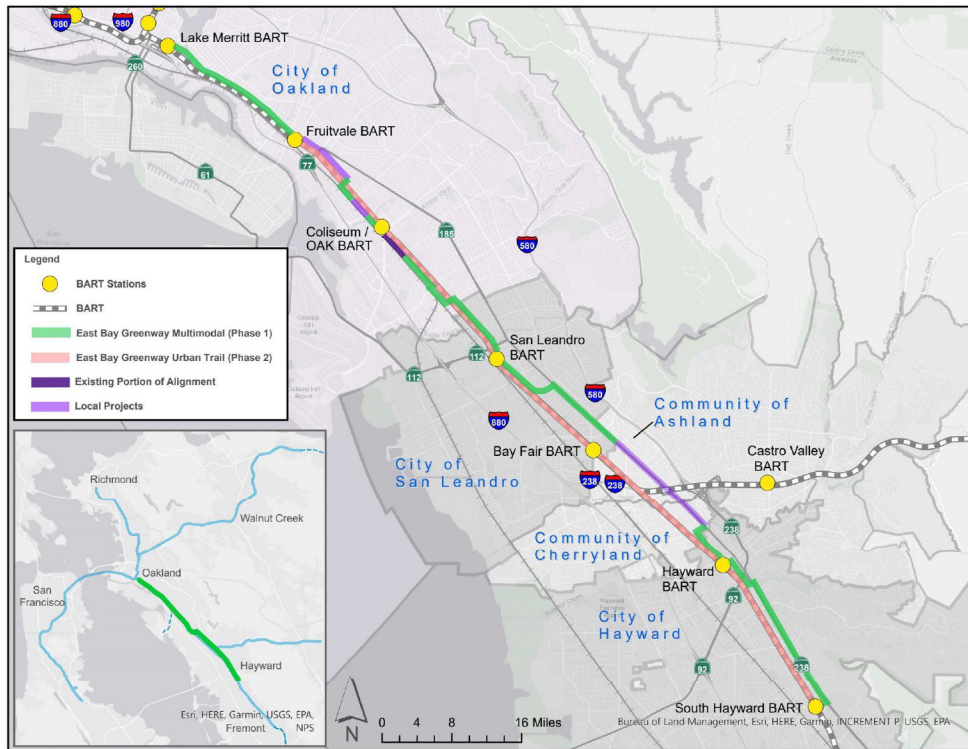 880
980
Lake Merritt BART
260
City of
Oakland
Fruitvale BART
77
61
Coliseum /
OAK BART
185
580
Legend
BART Stations
BART
East Bay Greenway Multimodal (Phase 1)
East Bay Greenway Urban Trail (Phase 2)
Existing Portion of Alignment
Local Projects
San Leandro
BART
112
112
580
880
Community of
Ashland
Bay Fair BART
City of
San Leandro
Castro Valley
BART
238
238
238
Community of
Cherryland
Hayward
BART
92
City of
Hayward
92
238
South Hayward BART
Bureau of Land Management, Esri, HERE, Garmin, INCREMENT P, USGS, EPA
Richmond
Walnut Creek
Oakland
San
Francisco
Hayward
Esri, HERE, Garmin, USGS, EPA,
Fremont
NPS
N
0 4 8 16 Miles